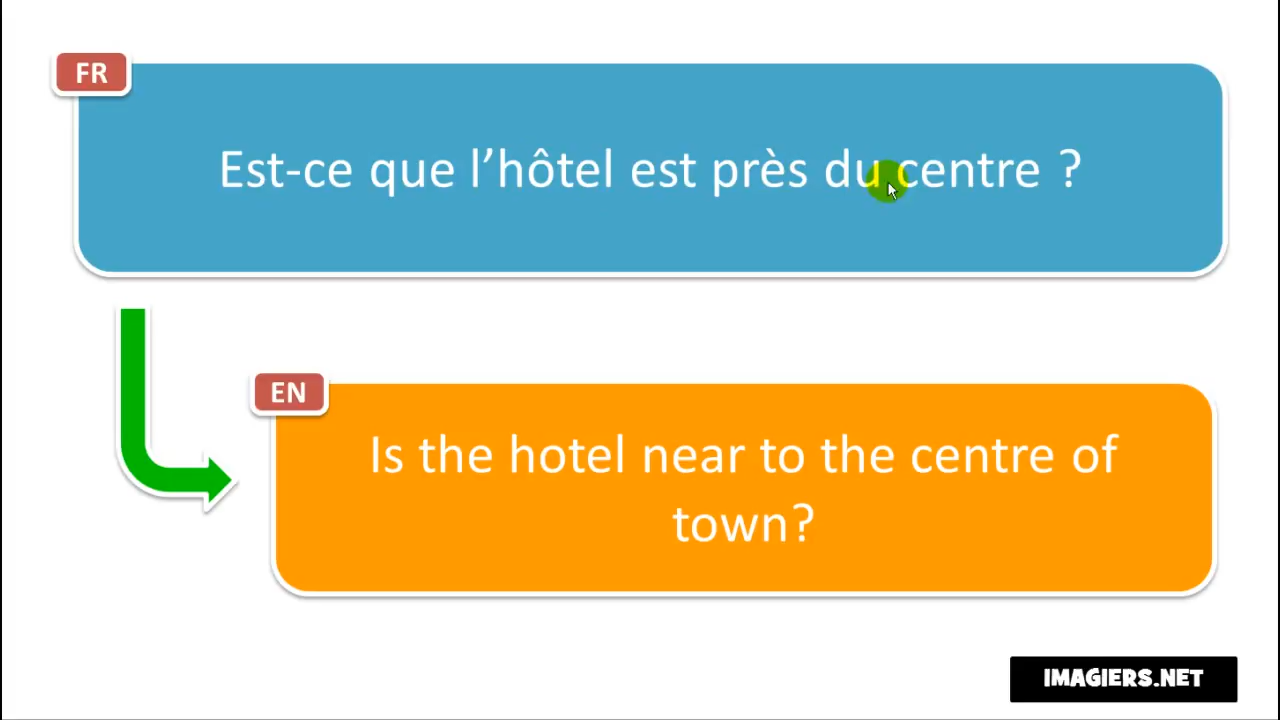 FR
Est-ce que l’hôtel est près du centre ?
EN
Is the hotel near to the centre of
town?
IMAGIERS.NET